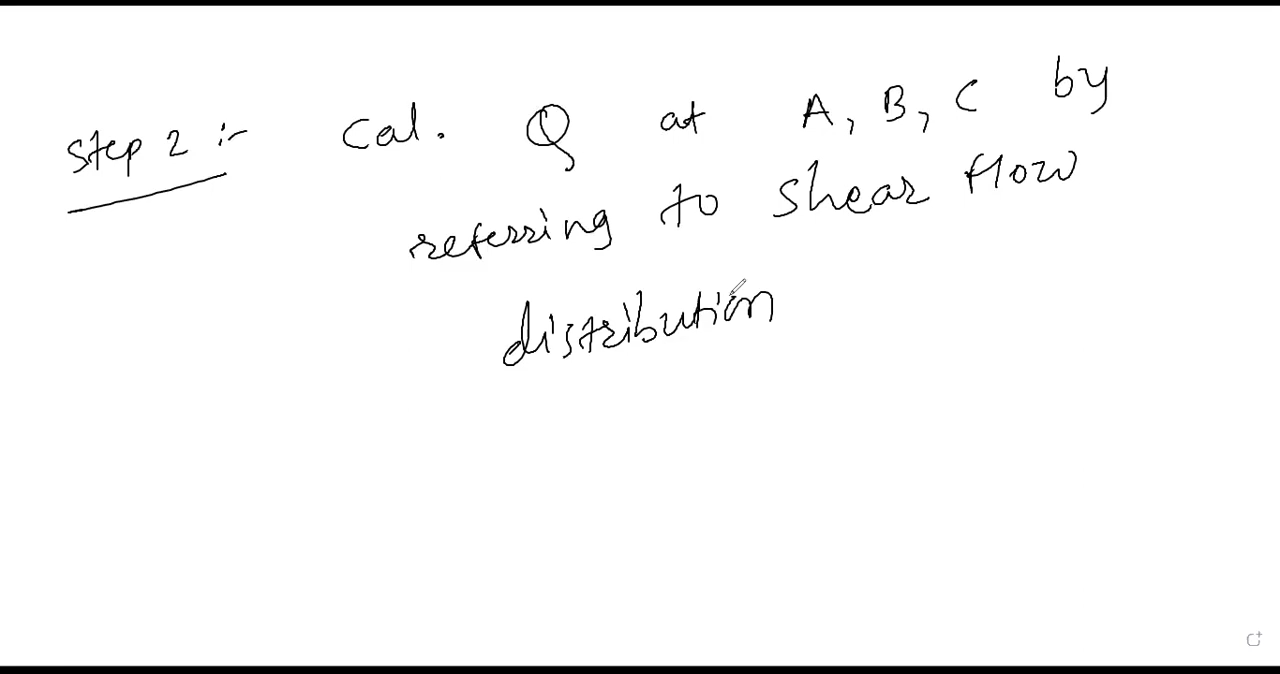 Step 2 :- Cal. Q at A, B, C by
referring to shear flow
distribution